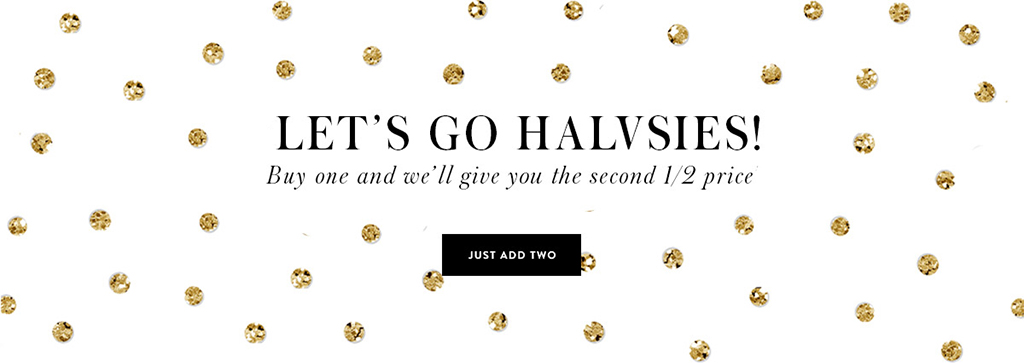 LET'S GO HALVSIES!
Buy one and we'll give you the second 1/2 price
JUST ADD TWO